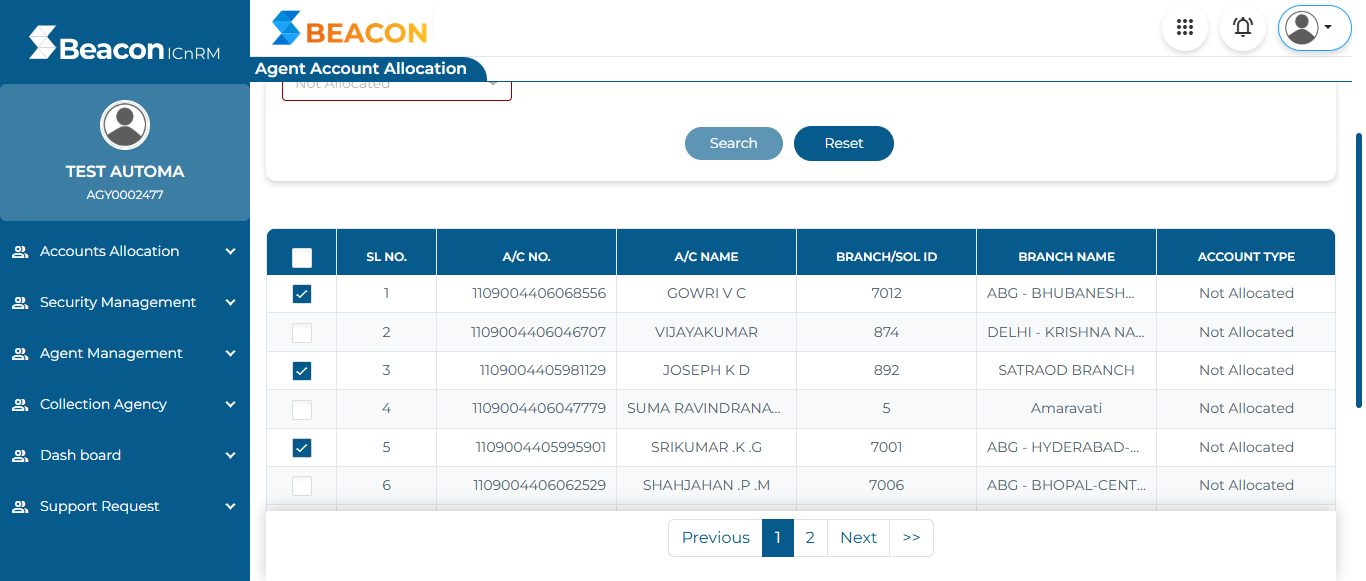 Beacon ICnRM
BEACON
Agent Account Allocation
TEST AUTOMA
AGY0002477
Accounts Allocation
Security Management
Agent Management
Collection Agency
Dash board
Support Request
Not Allocated
Search Reset
SL NO. A/C NO. A/C NAME BRANCH/SOL ID BRANCH NAME ACCOUNT TYPE
1 1109004406068556 GOWRI V C 7012 ABG - BHUBANESH... Not Allocated
2 1109004406046707 VIJAYAKUMAR 874 DELHI - KRISHNA NA... Not Allocated
3 1109004405981129 JOSEPH K D 892 SATRAOD BRANCH Not Allocated
4 1109004406047779 SUMA RAVINDRANA... 5 Amaravati Not Allocated
5 1109004405995901 SRIKUMAR .K .G 7001 ABG - HYDERABAD-... Not Allocated
6 1109004406062529 SHAHJAHAN .P .M 7006 ABG - BHOPAL-CENT... Not Allocated
Previous 1 2 Next >>